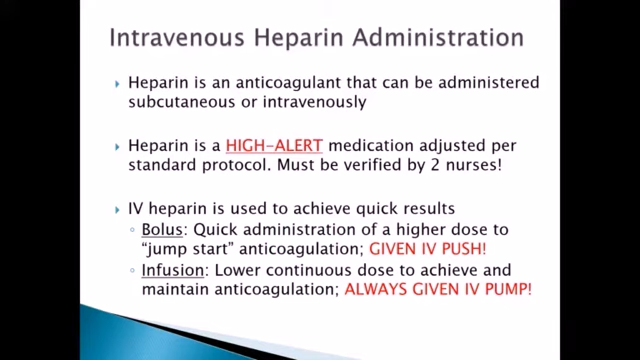 Intravenous Heparin Administration
Heparin is an anticoagulant that can be administered
subcutaneous or intravenously
Heparin is a HIGH-ALERT medication adjusted per
standard protocol. Must be verified by 2 nurses!
IV heparin is used to achieve quick results
Bolus: Quick administration of a higher dose to
“jump start” anticoagulation; GIVEN IV PUSH!
Infusion: Lower continuous dose to achieve and
maintain anticoagulation; ALWAYS GIVEN IV PUMP!